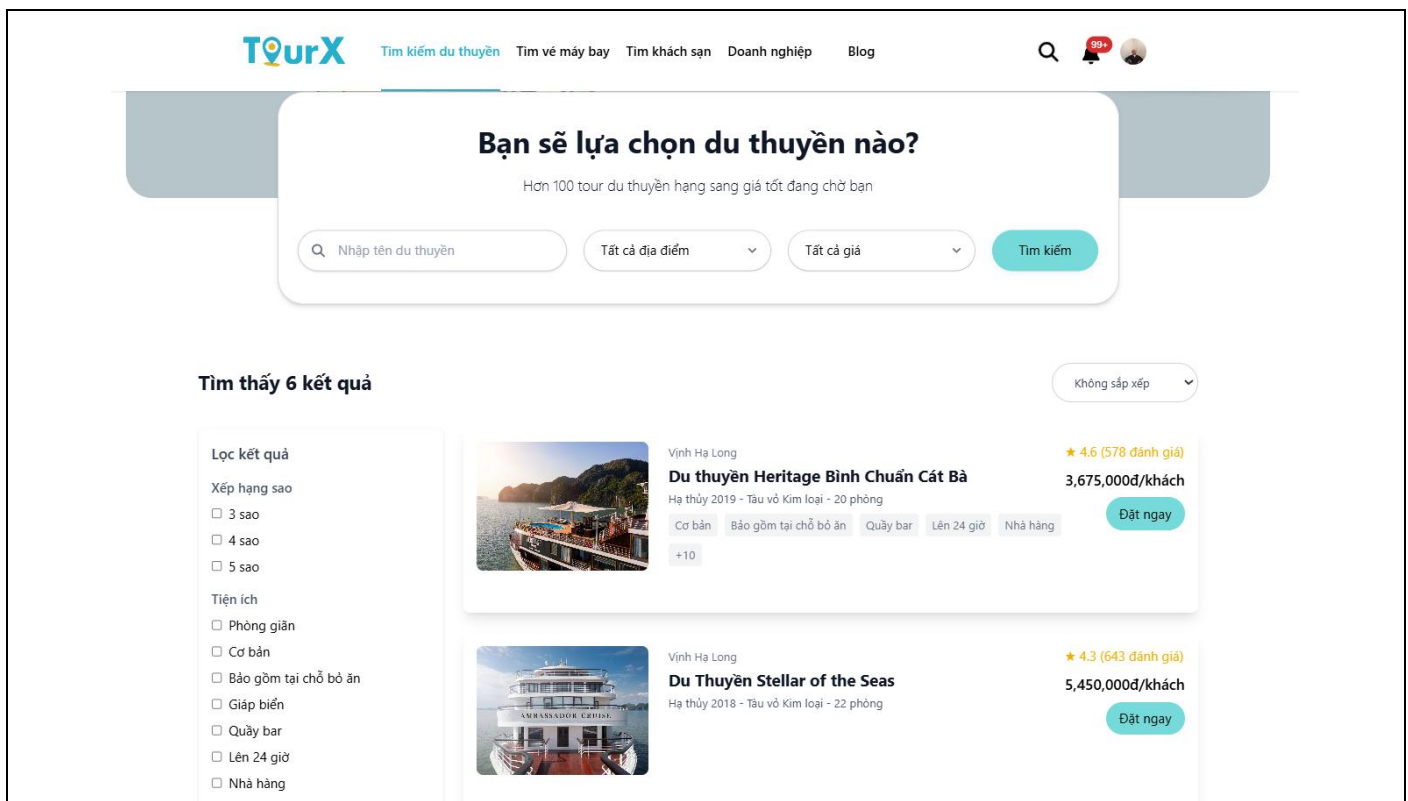 TourX
Tìm kiếm du thuyền Tìm vé máy bay Tìm khách sạn Doanh nghiệp Blog
99+
Bạn sẽ lựa chọn du thuyền nào?
Hơn 100 tour du thuyền hạng sang giá tốt đang chờ bạn
Nhập tên du thuyền
Tất cả địa điểm
Tất cả giá
Tìm kiếm
Tìm thấy 6 kết quả
Không sắp xếp
Lọc kết quả
Xếp hạng sao
3 sao
4 sao
5 sao
Tiện ích
Phòng giãn
Cơ bản
Bảo gồm tại chỗ bỏ ăn
Giáp biển
Quầy bar
Lên 24 giờ
Nhà hàng
Vịnh Hạ Long
Du thuyền Heritage Bình Chuẩn Cát Bà
Hạ thủy 2019 - Tàu vỏ Kim loại - 20 phòng
Cơ bản Bảo gồm tại chỗ bỏ ăn Quầy bar Lên 24 giờ Nhà hàng
+10
★ 4.6 (578 đánh giá)
3,675,000đ/khách
Đặt ngay
Vịnh Hạ Long
Du Thuyền Stellar of the Seas
Hạ thủy 2018 - Tàu vỏ Kim loại - 22 phòng
AMBASSADOR CRUISE
★ 4.3 (643 đánh giá)
5,450,000đ/khách
Đặt ngay